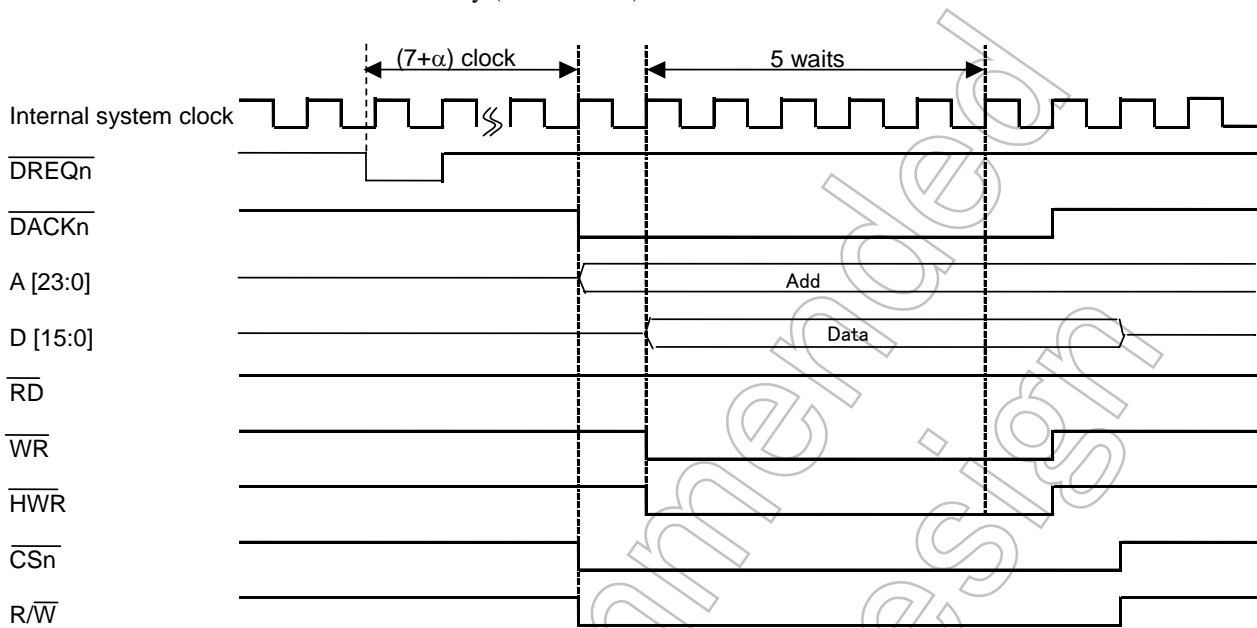 (7+α) clock
5 waits
Internal system clock
DREQn
DACKn
A [23:0]
Add
D [15:0]
Data
RD
WR
HWR
CSn
R/W